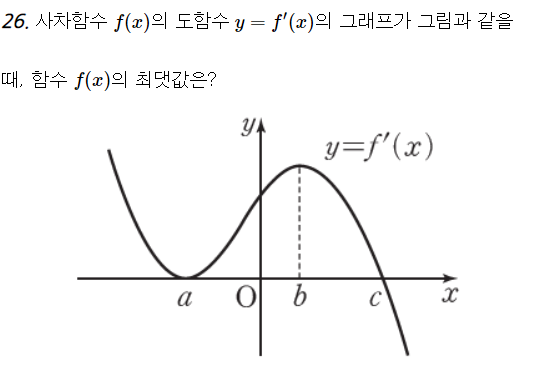 26. 사차함수 f(x)의 도함수 y = f′(x)의 그래프가 그림과 같을
때, 함수 f(x)의 최댓값은?
y
y=f′(x)
a O b c x